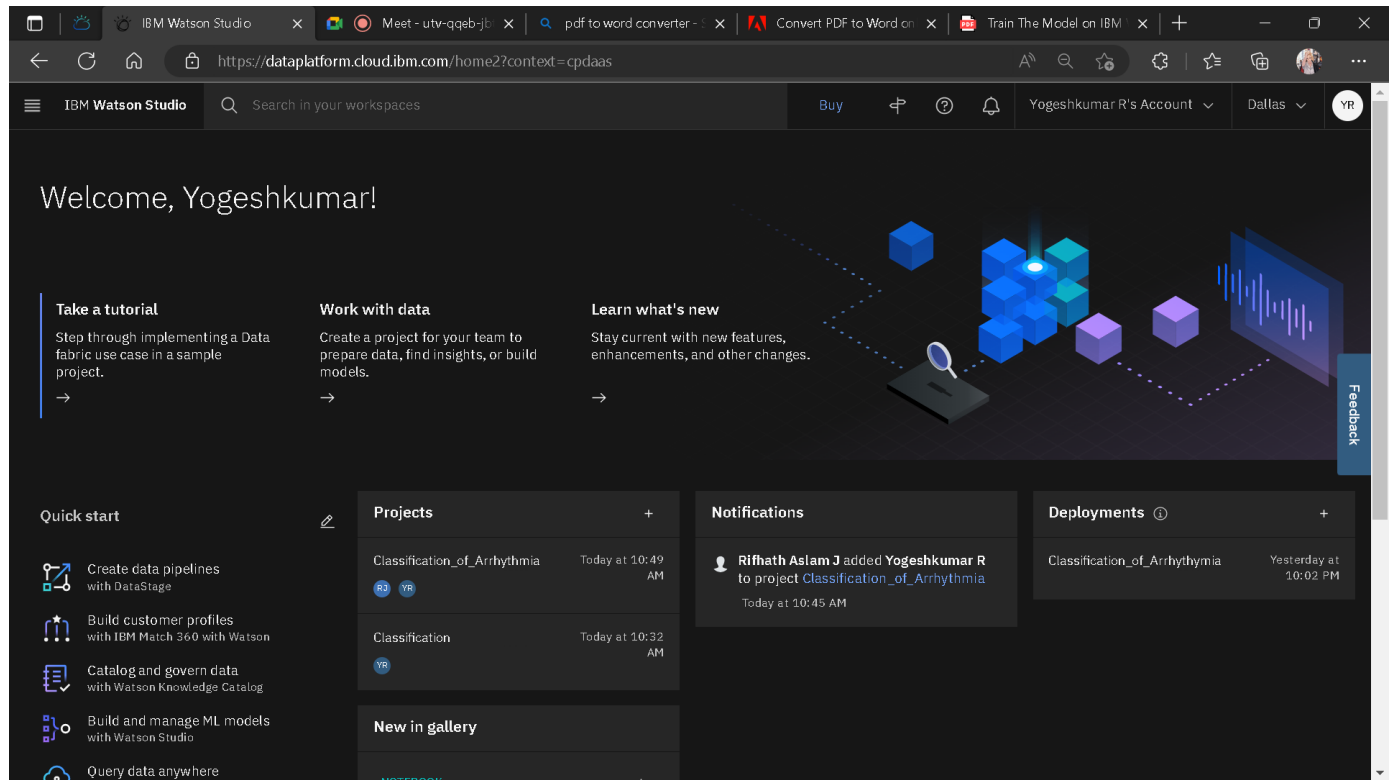 IBM Watson Studio
Meet - utv-qqeb-jb
pdf to word converter - S
Convert PDF to Word on
Train The Model on IBM
https://dataplatform.cloud.ibm.com/home2?context=cpdaas
IBM Watson Studio
Search in your workspaces
Buy
Yogeshkumar R's Account
Dallas
YR
Welcome, Yogeshkumar!
Take a tutorial
Step through implementing a Data
fabric use case in a sample
project.
Work with data
Create a project for your team to
prepare data, find insights, or build
models.
Learn what's new
Stay current with new features,
enhancements, and other changes.
Feedback
Quick start
Create data pipelines
with DataStage
Build customer profiles
with IBM Match 360 with Watson
Catalog and govern data
with Watson Knowledge Catalog
Build and manage ML models
with Watson Studio
Query data anywhere
Projects
Classification_of_Arrhythmia
Today at 10:49
AM
RJ YR
Classification
Today at 10:32
AM
YR
New in gallery
NOTEBOOK
Notifications
Rifhath Aslam J added Yogeshkumar R
to project Classification_of_Arrhythmia
Today at 10:45 AM
Deployments
Classification_of_Arrhythymia
Yesterday at
10:02 PM